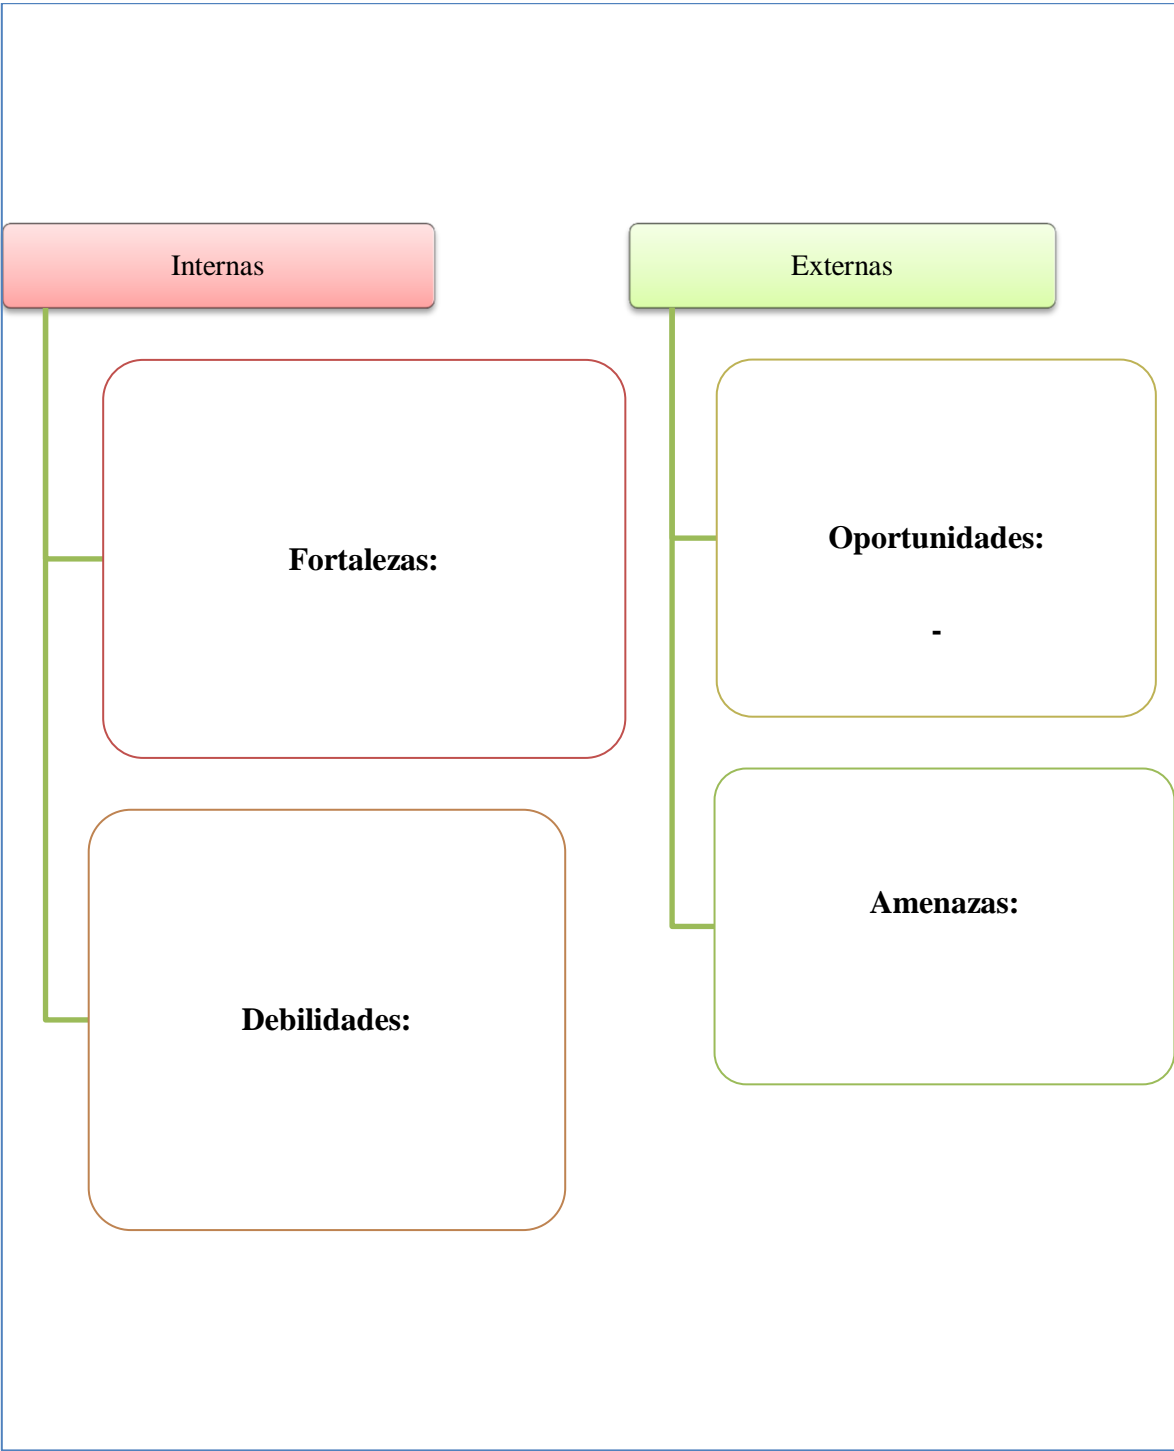 Internas
Fortalezas:
Debilidades:
Externas
Oportunidades:
-
Amenazas: